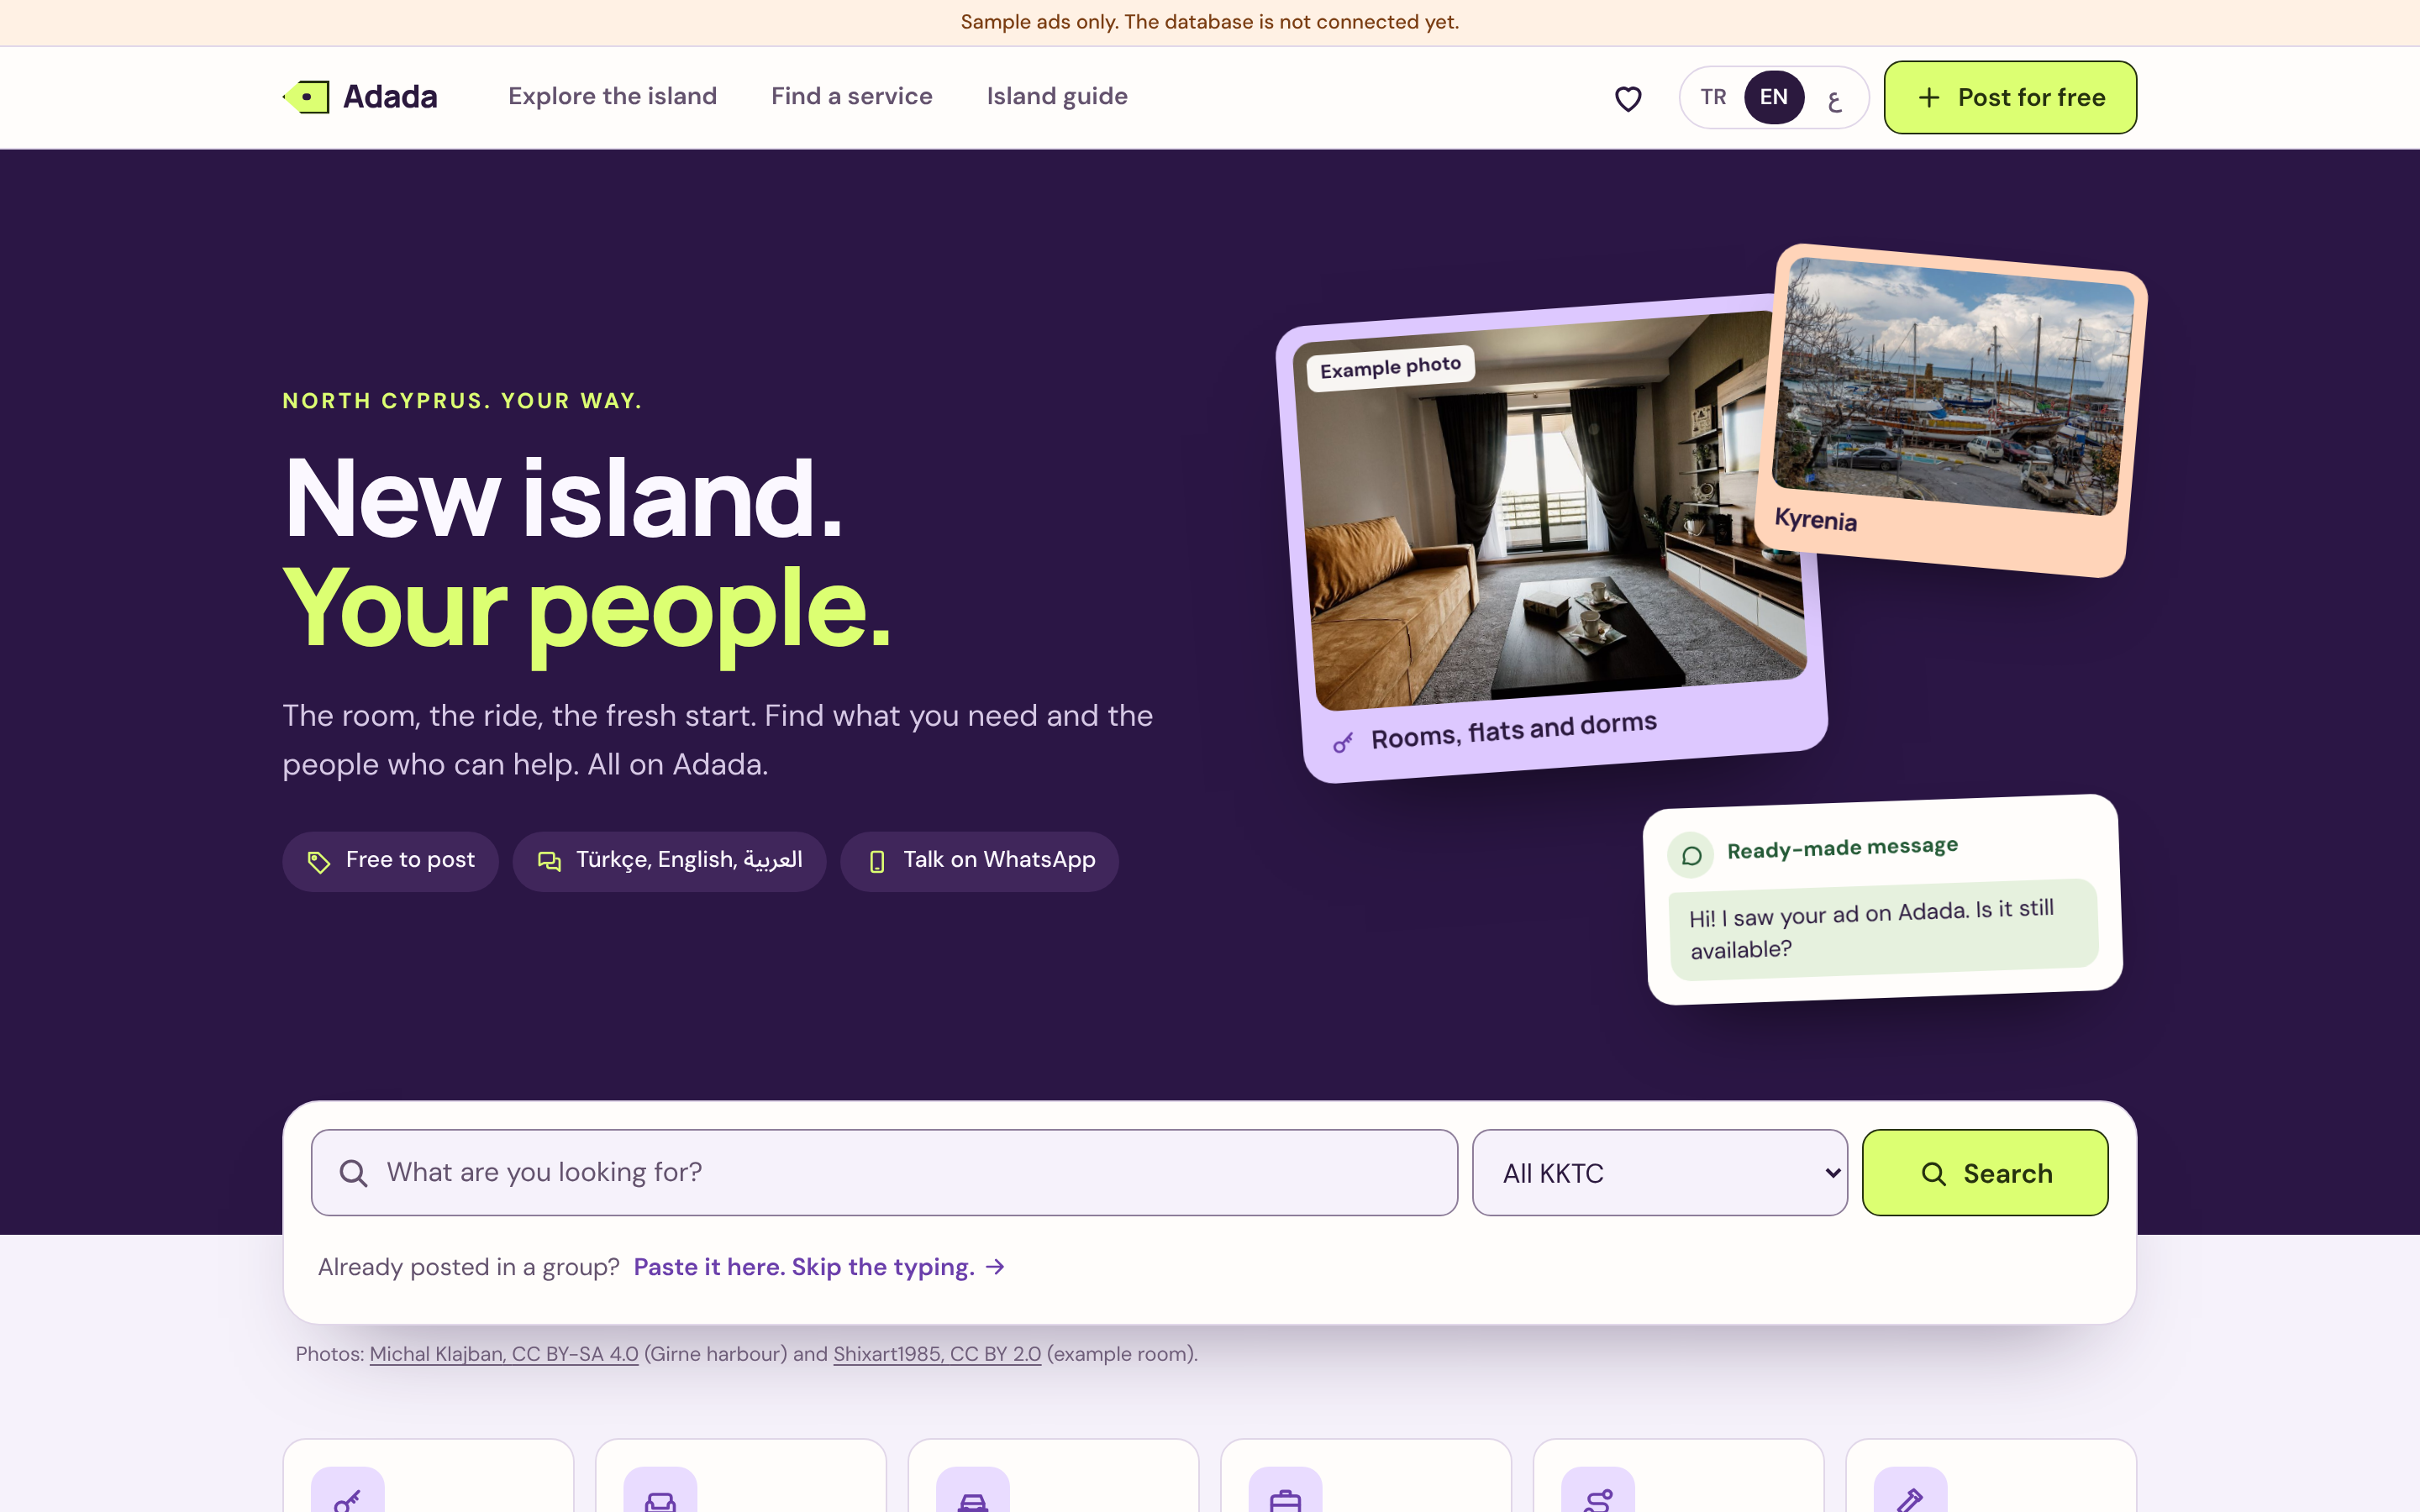 Sample ads only. The database is not connected yet.
Adada
Explore the island
Find a service
Island guide
TR
EN
ع
Post for free
NORTH CYPRUS. YOUR WAY.
New island.
Your people.
The room, the ride, the fresh start. Find what you need and the
people who can help. All on Adada.
Free to post
Türkçe, English, العربية
Talk on WhatsApp
Example photo
Rooms, flats and dorms
Kyrenia
Ready-made message
Hi! I saw your ad on Adada. Is it still
available?
What are you looking for?
All KKTC
Search
Already posted in a group? Paste it here. Skip the typing. →
Photos: Michal Klajban, CC BY-SA 4.0 (Girne harbour) and Shixart1985, CC BY 2.0 (example room).